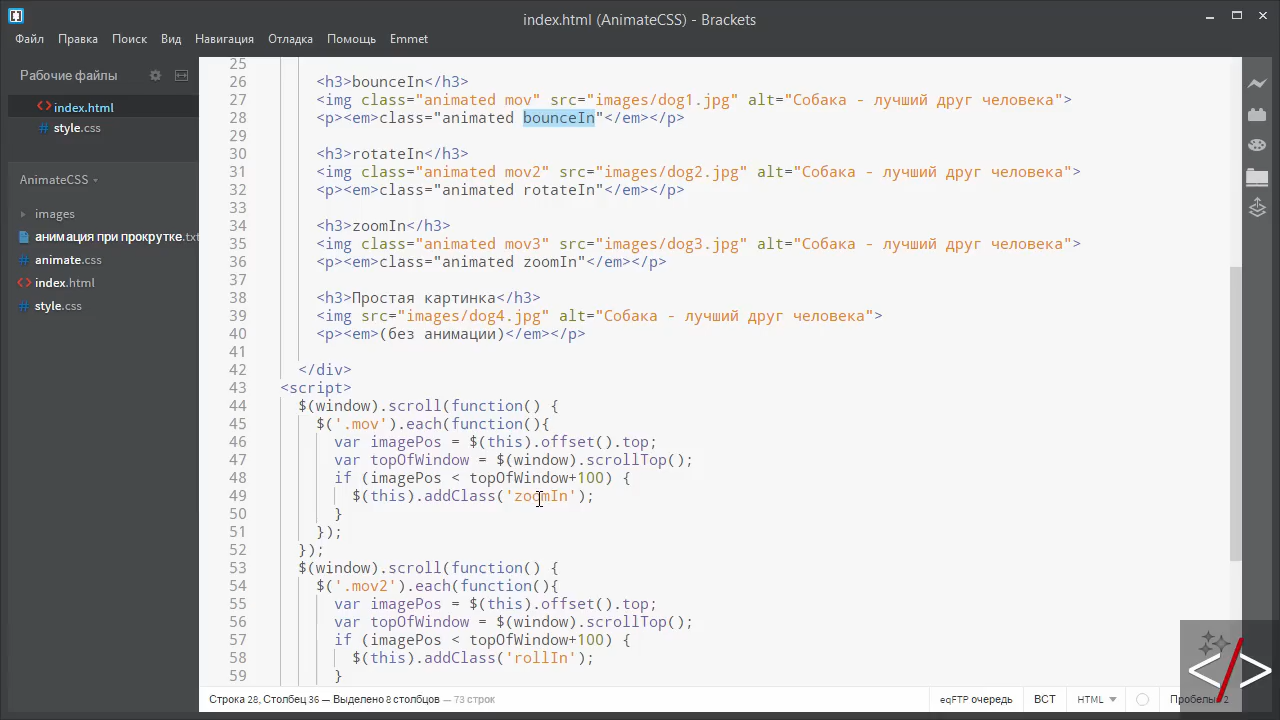 index.html (AnimateCSS) - Brackets
Файл Правка Поиск Вид Навигация Отладка Помощь Emmet
Рабочие файлы
index.html
style.css
AnimateCSS
images
анимация при прокрутке.txt
animate.css
index.html
style.css
25
26 <h3>bounceIn</h3>
27 <img class="animated mov" src="images/dog1.jpg" alt="Собака - лучший друг человека">
28 <p><em>class="animated bounceIn"</em></p>
29
30 <h3>rotateIn</h3>
31 <img class="animated mov2" src="images/dog2.jpg" alt="Собака - лучший друг человека">
32 <p><em>class="animated rotateIn"</em></p>
33
34 <h3>zoomIn</h3>
35 <img class="animated mov3" src="images/dog3.jpg" alt="Собака - лучший друг человека">
36 <p><em>class="animated zoomIn"</em></p>
37
38 <h3>Простая картинка</h3>
39 <img src="images/dog4.jpg" alt="Собака - лучший друг человека">
40 <p><em>(без анимации)</em></p>
41
42 </div>
43 <script>
44 $(window).scroll(function() {
45 $('.mov').each(function(){
46 var imagePos = $(this).offset().top;
47 var topOfWindow = $(window).scrollTop();
48 if (imagePos < topOfWindow+100) {
49 $(this).addClass('zoomIn');
50 }
51 });
52 });
53 $(window).scroll(function() {
54 $('.mov2').each(function(){
55 var imagePos = $(this).offset().top;
56 var topOfWindow = $(window).scrollTop();
57 if (imagePos < topOfWindow+100) {
58 $(this).addClass('rollIn');
59 }
Строка 28, Столбец 36 — Выделено 8 столбцов — 73 строк
eqFTP очередь ВСТ HTML Пробелы: 2
</>